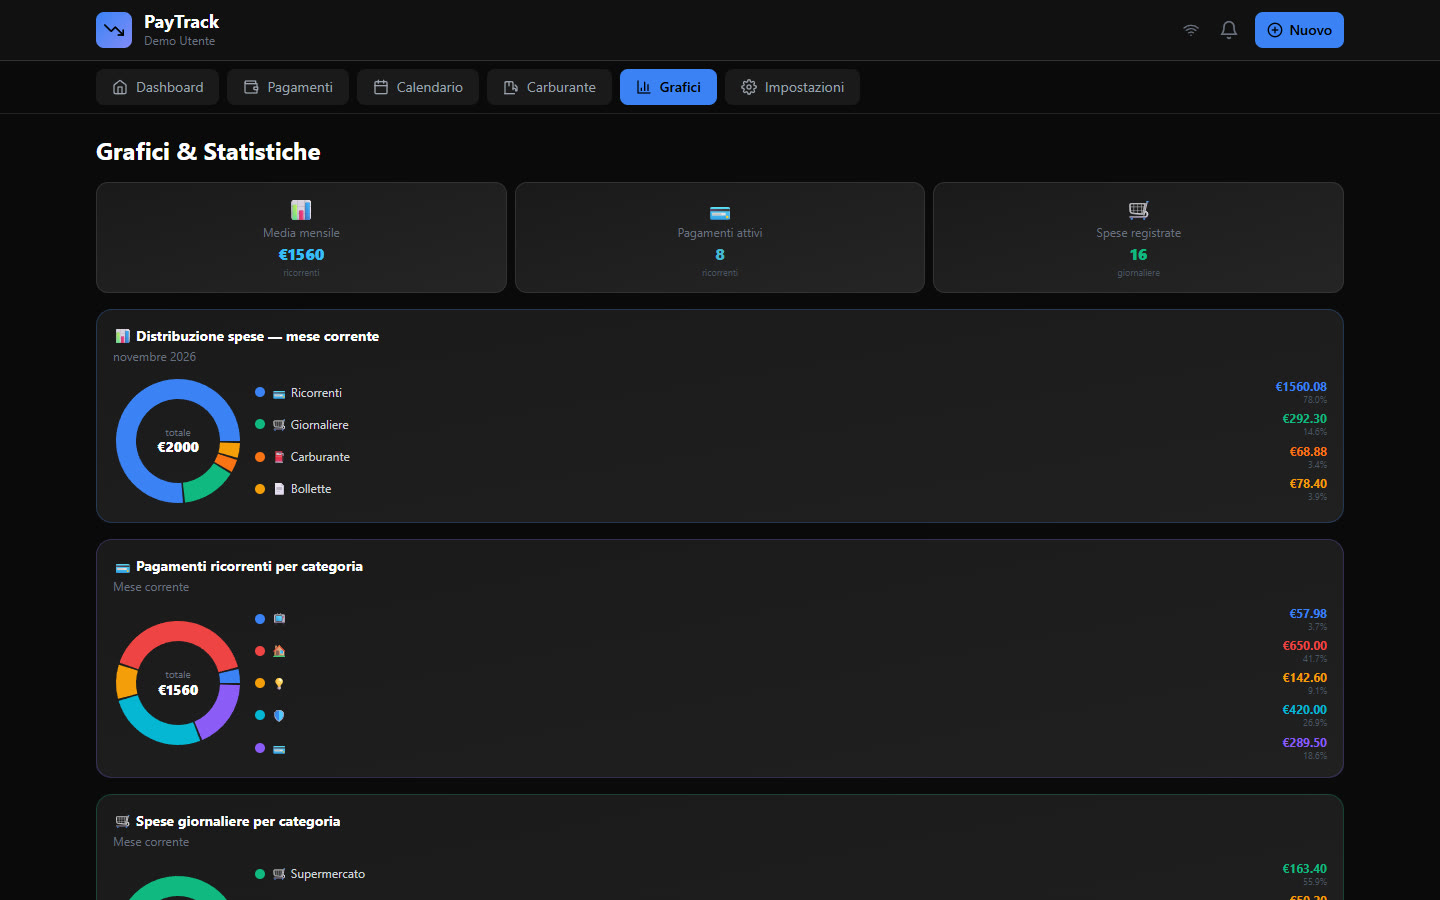 PayTrack
Demo Utente
Nuovo
Dashboard
Pagamenti
Calendario
Carburante
Grafici
Impostazioni
Grafici & Statistiche
Media mensile
€1560
ricorrenti
Pagamenti attivi
8
ricorrenti
Spese registrate
16
giornaliere
Distribuzione spese — mese corrente
novembre 2026
totale
€2000
Ricorrenti
€1560.08
78.0%
Giornaliere
€292.30
14.6%
Carburante
€68.88
3.4%
Bollette
€78.40
3.9%
Pagamenti ricorrenti per categoria
Mese corrente
totale
€1560
€57.98
3.7%
€650.00
41.7%
€142.60
9.1%
€420.00
26.9%
€289.50
18.6%
Spese giornaliere per categoria
Mese corrente
Supermercato
€163.40
55.9%